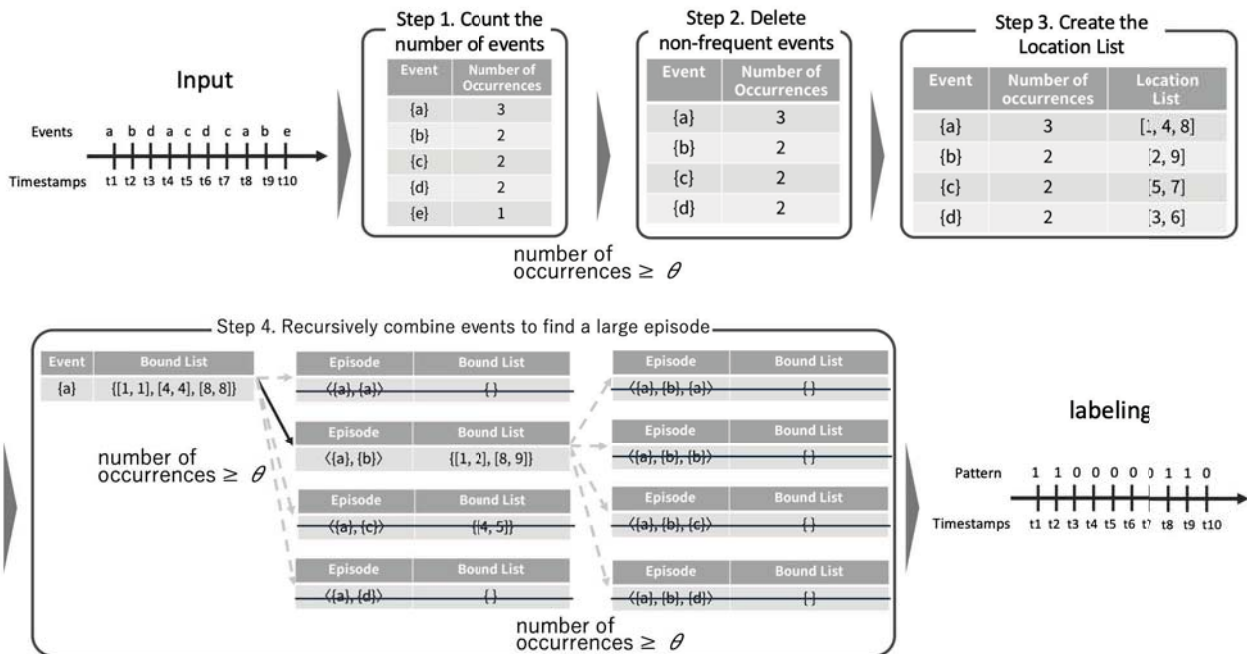 Input
Events a b d a c d c a b e
Timestamps t1 t2 t3 t4 t5 t6 t7 t8 t9 t10
Step 1. Count the
number of events
Event Number of
Occurrences
{a} 3
{b} 2
{c} 2
{d} 2
{e} 1
Step 2. Delete
non-frequent events
Event Number of
Occurrences
{a} 3
{b} 2
{c} 2
{d} 2
Step 3. Create the
Location List
Event Number of
occurrences Location
List
{a} 3 [1, 4, 8]
{b} 2 [2, 9]
{c} 2 [5, 7]
{d} 2 [3, 6]
number of
occurrences ≥ θ
Step 4. Recursively combine events to find a large episode
Event Bound List
{a} {[1, 1], [4, 4], [8, 8]}
number of
occurrences ≥ θ
Episode Bound List
⟨{a}, {a}⟩ { }
Episode Bound List
⟨{a}, {b}⟩ {[1, 2], [8, 9]}
Episode Bound List
⟨{a}, {c}⟩ {[4, 5]}
Episode Bound List
⟨{a}, {d}⟩ { }
Episode Bound List
⟨{a}, {b}, {a}⟩ { }
Episode Bound List
⟨{a}, {b}, {b}⟩ { }
Episode Bound List
⟨{a}, {b}, {c}⟩ { }
Episode Bound List
⟨{a}, {b}, {d}⟩ { }
number of
occurrences ≥ θ
labeling
Pattern 1 1 0 0 0 0 0 1 1 0
Timestamps t1 t2 t3 t4 t5 t6 t7 t8 t9 t10